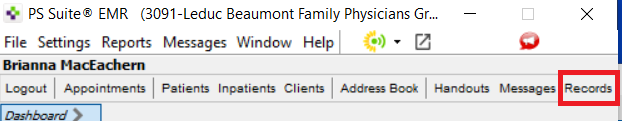 PS Suite® EMR (3091-Leduc Beaumont Family Physicians Gr...
File Settings Reports Messages Window Help
Brianna MacEachern
Logout Appointments Patients Inpatients Clients Address Book Handouts Messages Records
Dashboard